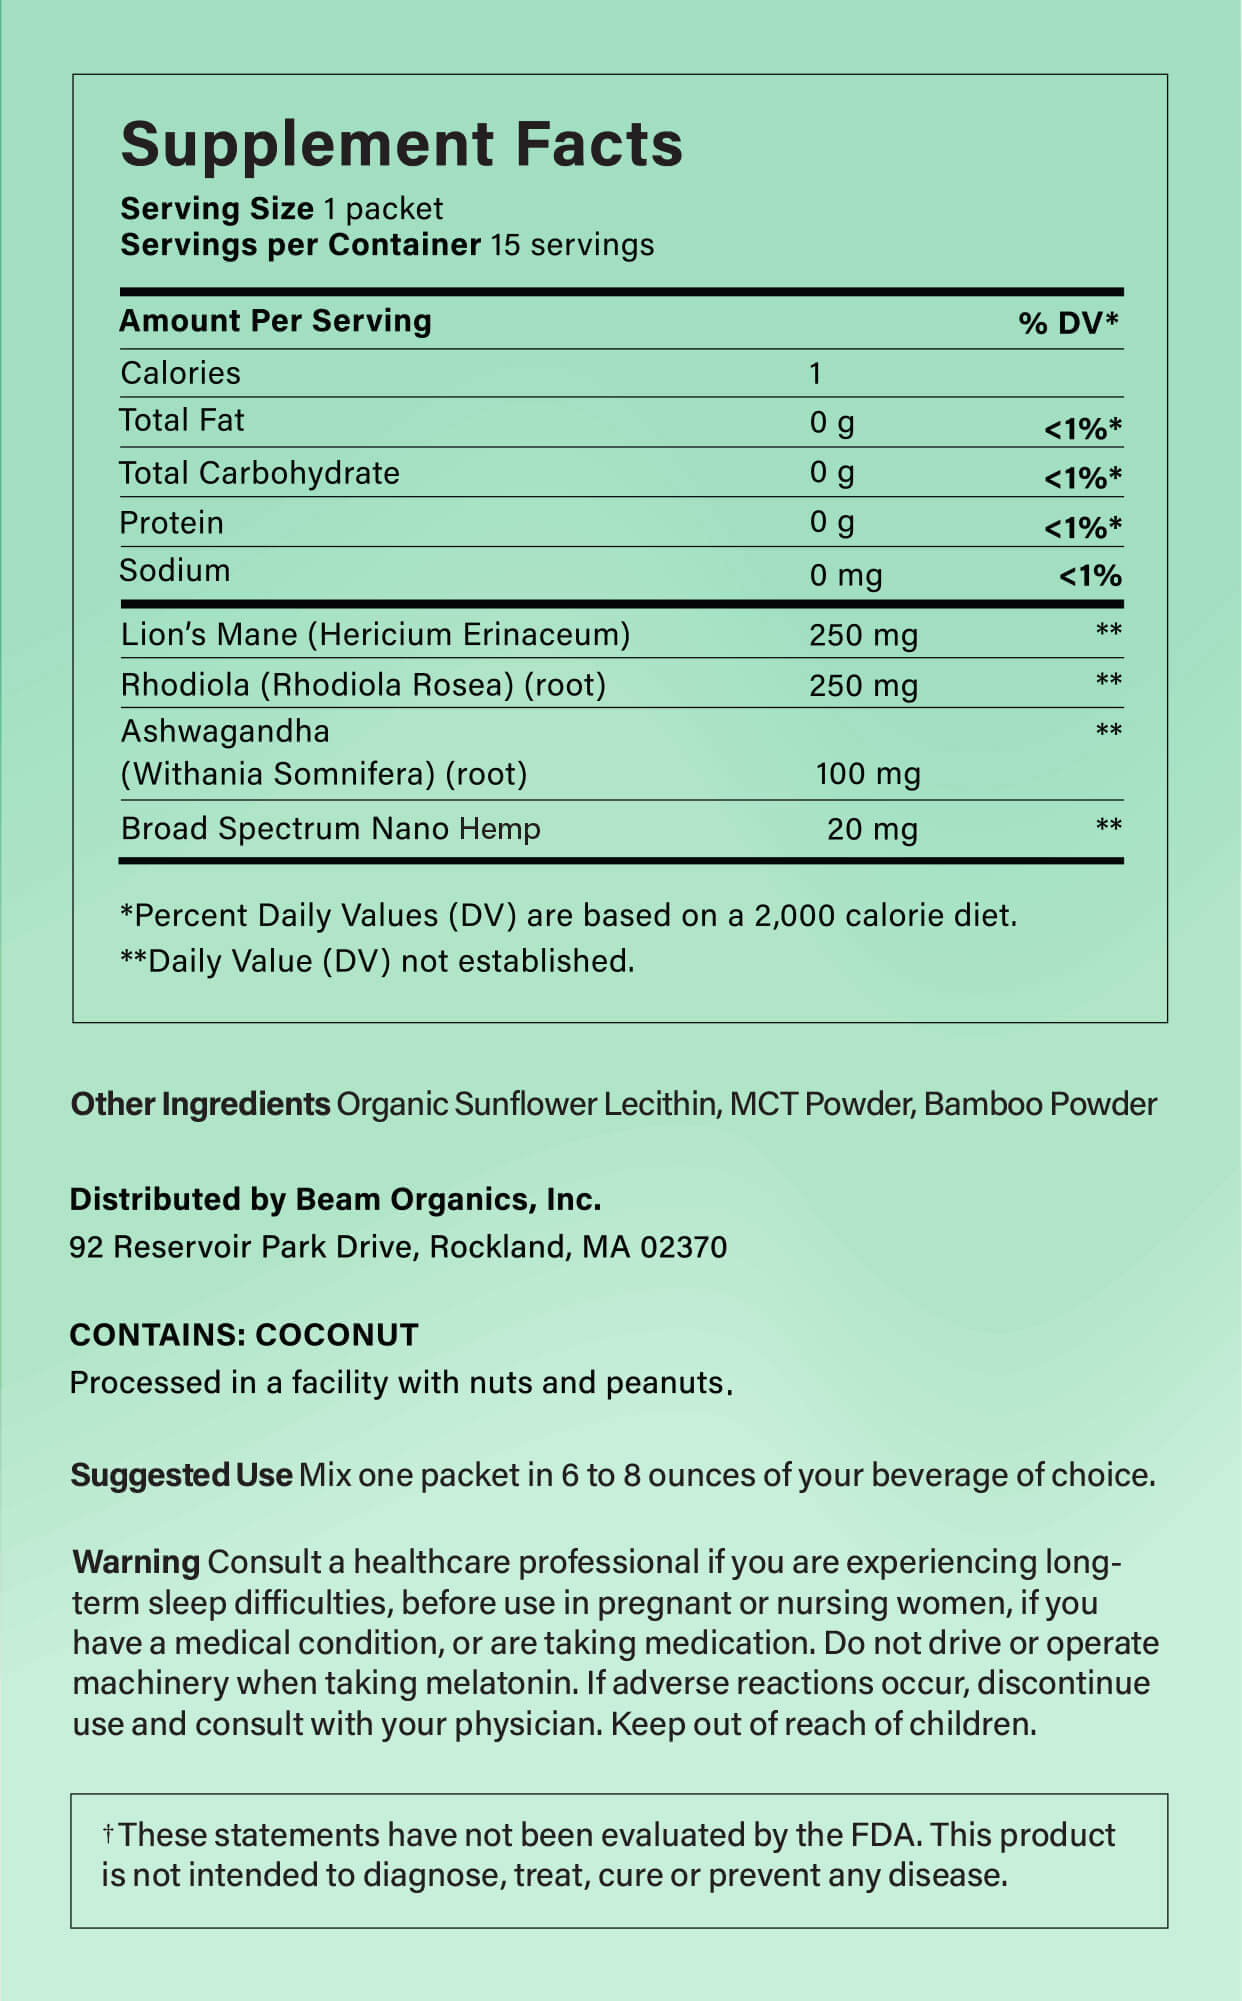 Supplement Facts
Serving Size 1 packet
Servings per Container 15 servings
Amount Per Serving % DV*
Calories 1
Total Fat 0 g <1%*
Total Carbohydrate 0 g <1%*
Protein 0 g <1%*
Sodium 0 mg <1%
Lion’s Mane (Hericium Erinaceum) 250 mg **
Rhodiola (Rhodiola Rosea) (root) 250 mg **
Ashwagandha **
(Withania Somnifera) (root) 100 mg
Broad Spectrum Nano Hemp 20 mg **
*Percent Daily Values (DV) are based on a 2,000 calorie diet.
**Daily Value (DV) not established.
Other Ingredients Organic Sunflower Lecithin, MCT Powder, Bamboo Powder
Distributed by Beam Organics, Inc.
92 Reservoir Park Drive, Rockland, MA 02370
CONTAINS: COCONUT
Processed in a facility with nuts and peanuts.
Suggested Use Mix one packet in 6 to 8 ounces of your beverage of choice.
Warning Consult a healthcare professional if you are experiencing long-
term sleep difficulties, before use in pregnant or nursing women, if you
have a medical condition, or are taking medication. Do not drive or operate
machinery when taking melatonin. If adverse reactions occur, discontinue
use and consult with your physician. Keep out of reach of children.
†These statements have not been evaluated by the FDA. This product
is not intended to diagnose, treat, cure or prevent any disease.